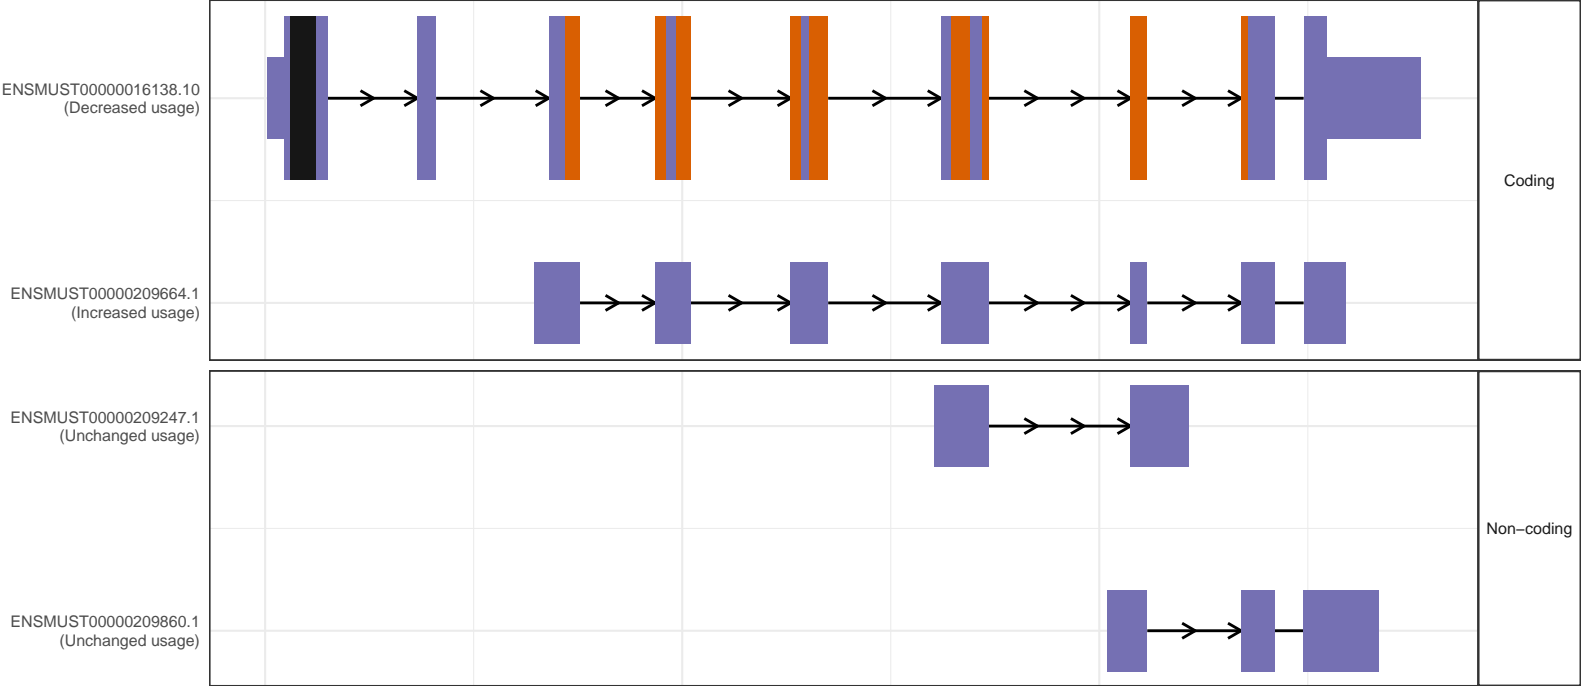 ENSMUST00000016138.10
(Decreased usage)
Coding
ENSMUST00000209664.1
(Increased usage)
ENSMUST00000209247.1
(Unchanged usage)
Non−coding
ENSMUST00000209860.1
(Unchanged usage)